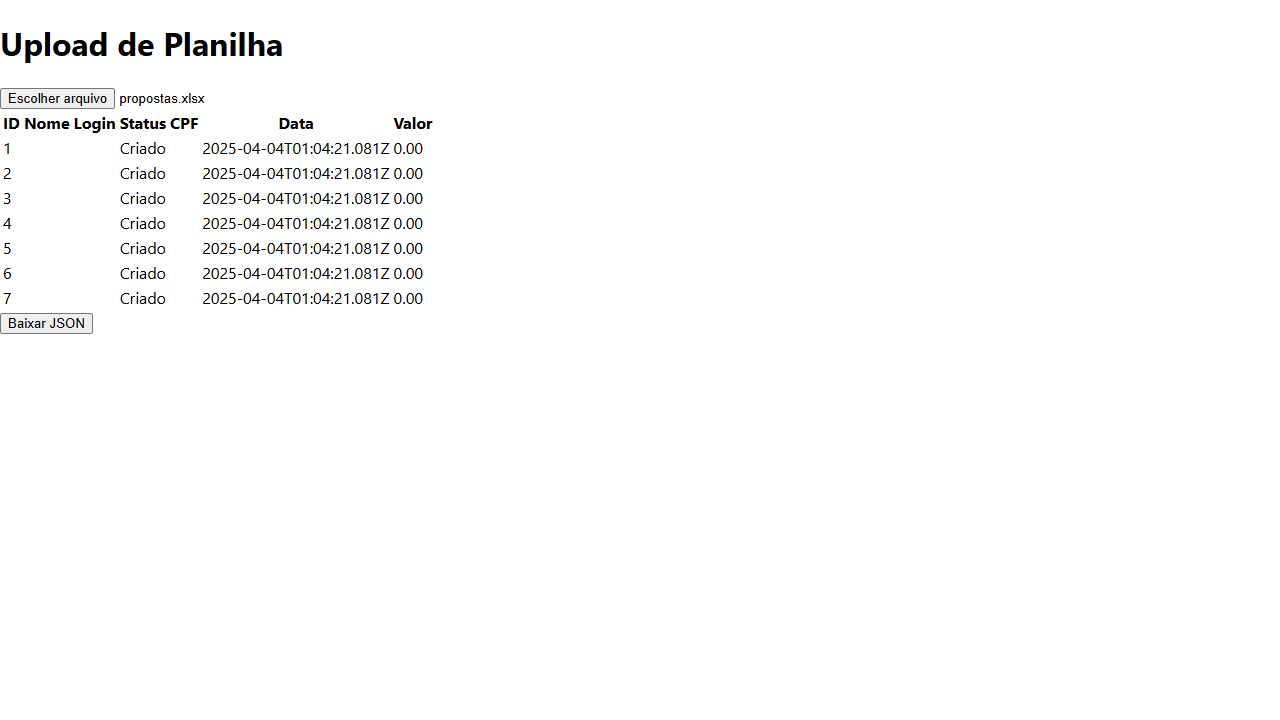 Upload de Planilha
Escolher arquivo propostas.xlsx
ID Nome Login Status CPF Data Valor
1 Criado 2025-04-04T01:04:21.081Z 0.00
2 Criado 2025-04-04T01:04:21.081Z 0.00
3 Criado 2025-04-04T01:04:21.081Z 0.00
4 Criado 2025-04-04T01:04:21.081Z 0.00
5 Criado 2025-04-04T01:04:21.081Z 0.00
6 Criado 2025-04-04T01:04:21.081Z 0.00
7 Criado 2025-04-04T01:04:21.081Z 0.00
Baixar JSON